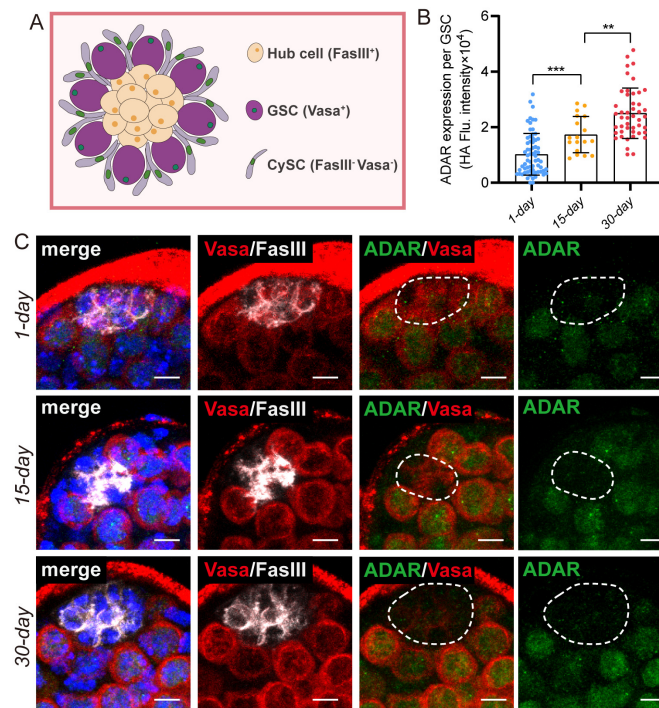 A
Hub cell (FasIII⁺)
GSC (Vasa⁺)
CySC (FasIII⁻Vasa⁻)
B
ADAR expression per GSC
(HA Flu. intensity×10⁴)
8
6
4
2
0
***
**
1-day
15-day
30-day
C
1-day
merge
Vasa/FasIII
ADAR/Vasa
ADAR
15-day
merge
Vasa/FasIII
ADAR/Vasa
ADAR
30-day
merge
Vasa/FasIII
ADAR/Vasa
ADAR